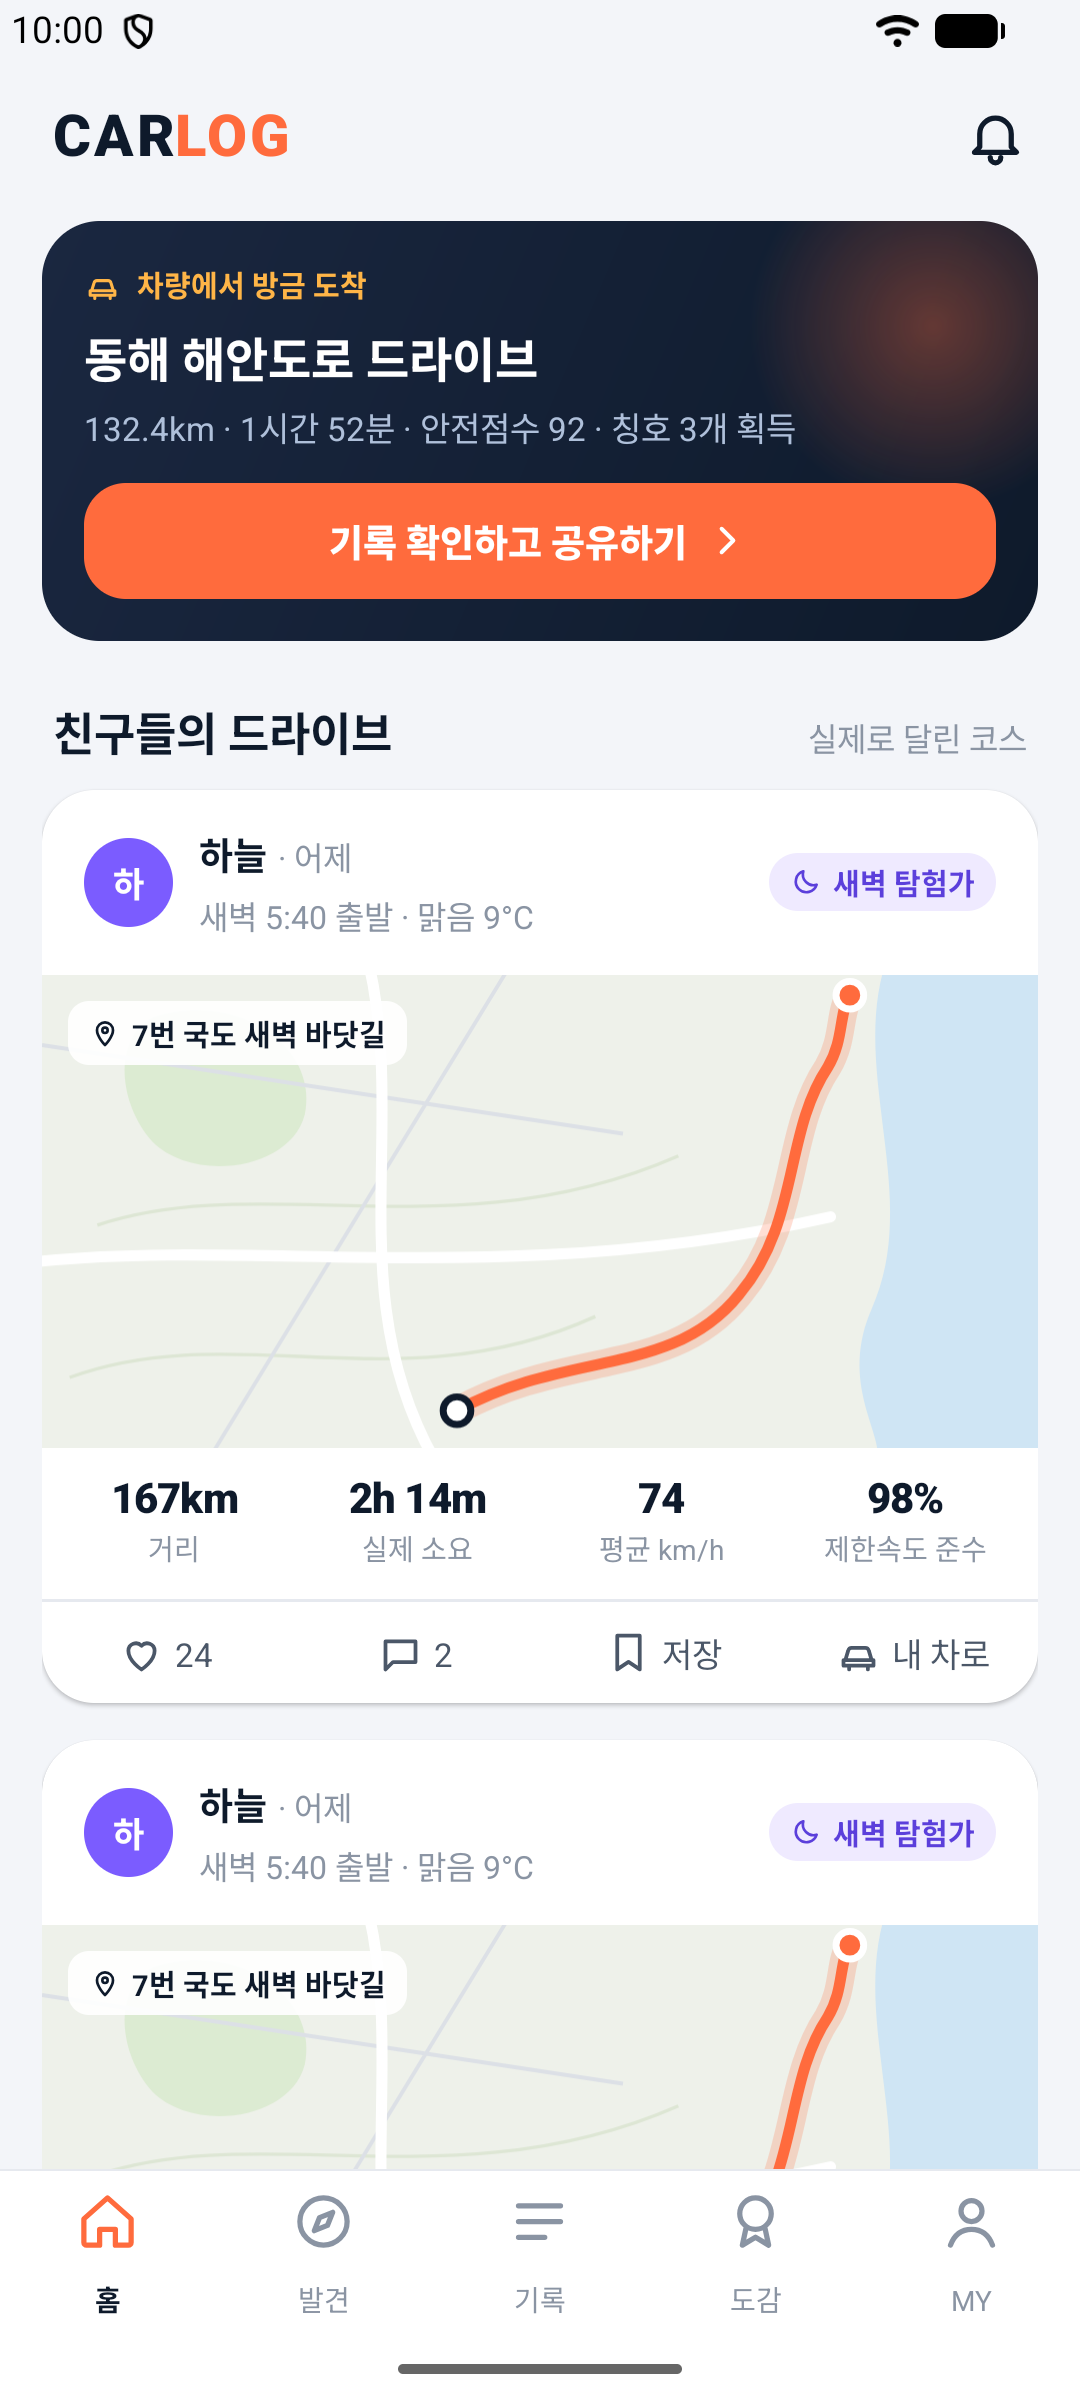 10:00
CARLOG
차량에서 방금 도착
동해 해안도로 드라이브
132.4km · 1시간 52분 · 안전점수 92 · 칭호 3개 획득
기록 확인하고 공유하기
친구들의 드라이브
실제로 달린 코스
하
하늘 · 어제
새벽 5:40 출발 · 맑음 9°C
새벽 탐험가
7번 국도 새벽 바닷길
167km
2h 14m
74
98%
거리
실제 소요
평균 km/h
제한속도 준수
24
2
저장
내 차로
하
하늘 · 어제
새벽 5:40 출발 · 맑음 9°C
새벽 탐험가
7번 국도 새벽 바닷길
홈
발견
기록
도감
MY